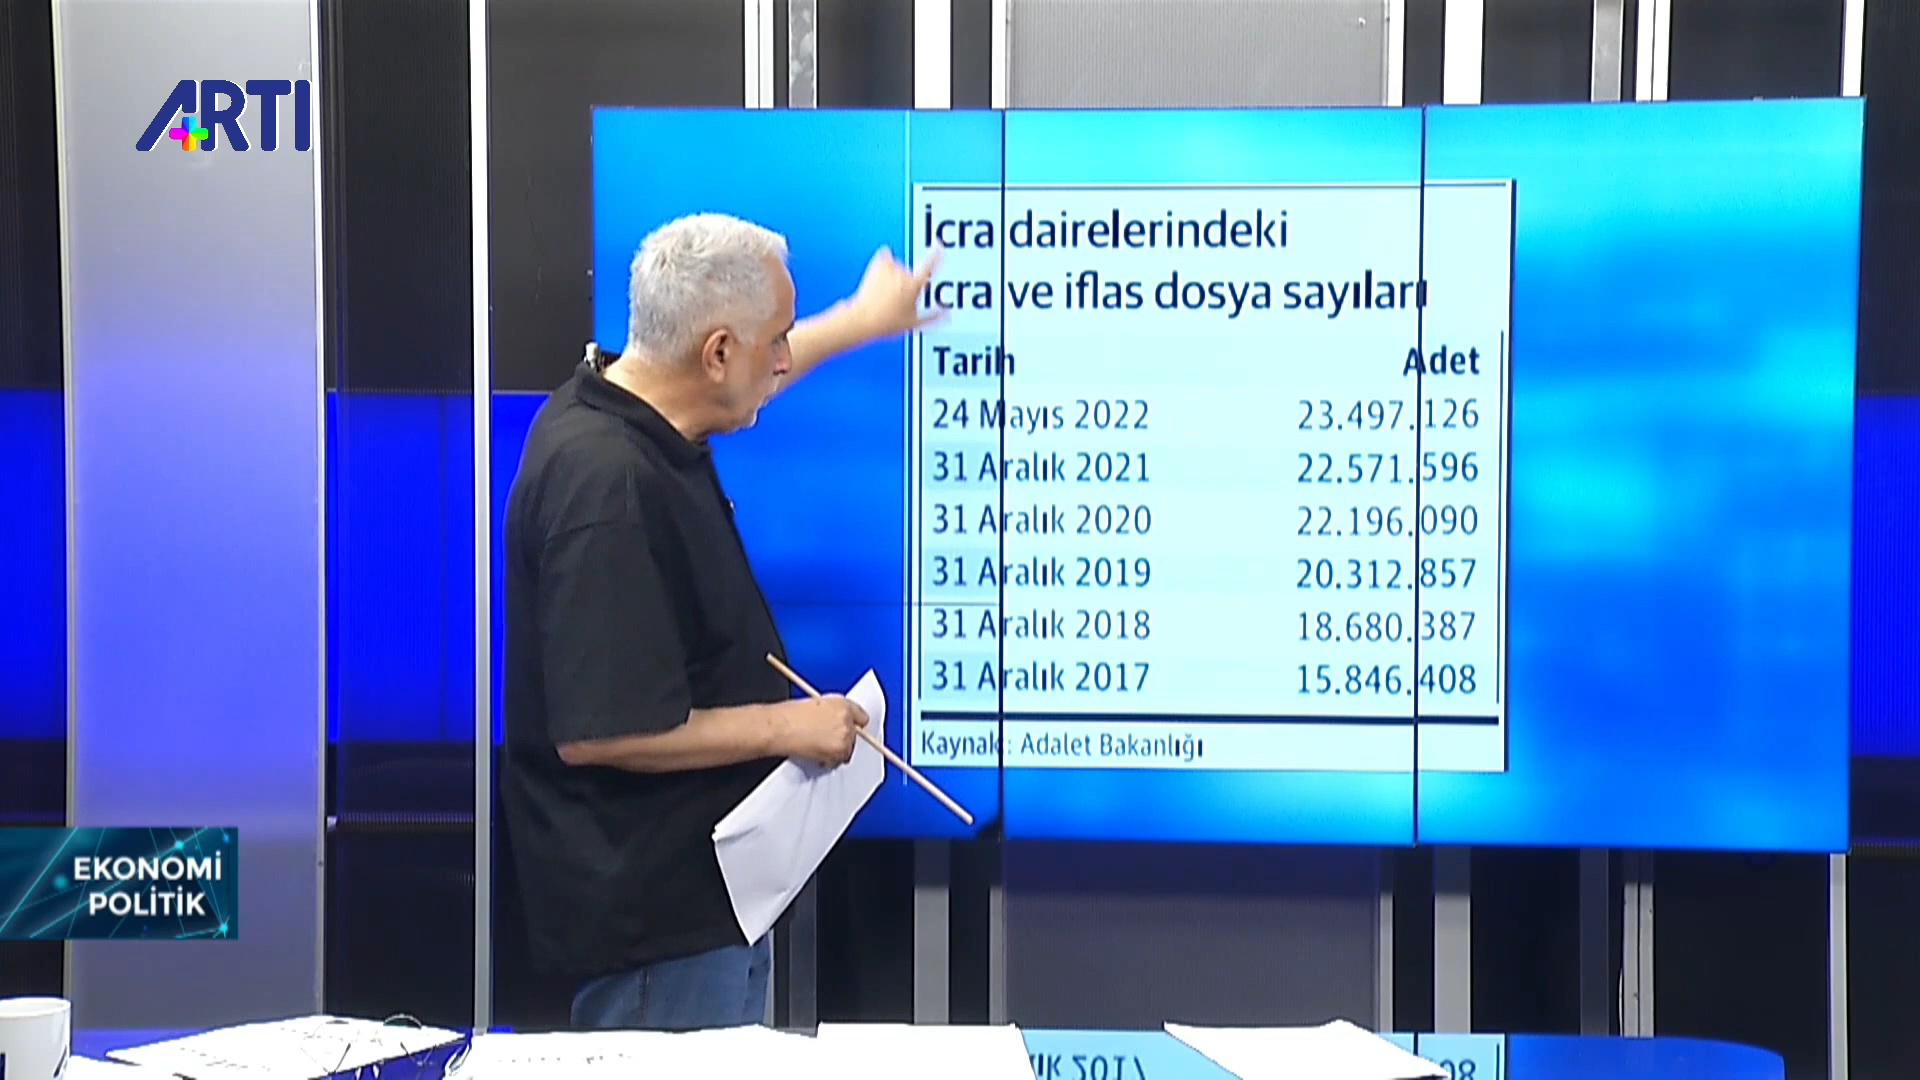 ARTI
İcra dairelerindeki
icra ve iflas dosya sayıları
Tarih Adet
24 Mayıs 2022 23.497.126
31 Aralık 2021 22.571.596
31 Aralık 2020 22.196.090
31 Aralık 2019 20.312.857
31 Aralık 2018 18.680.387
31 Aralık 2017 15.846.408
Kaynak: Adalet Bakanlığı
EKONOMİ
POLİTİK